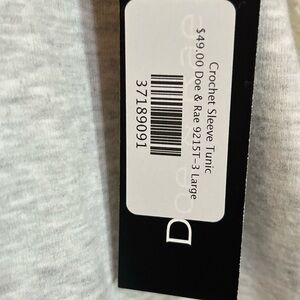 Crochet Sleeve Tunic
$49.00 Doe & Rae 9215T-3 Large
37189091